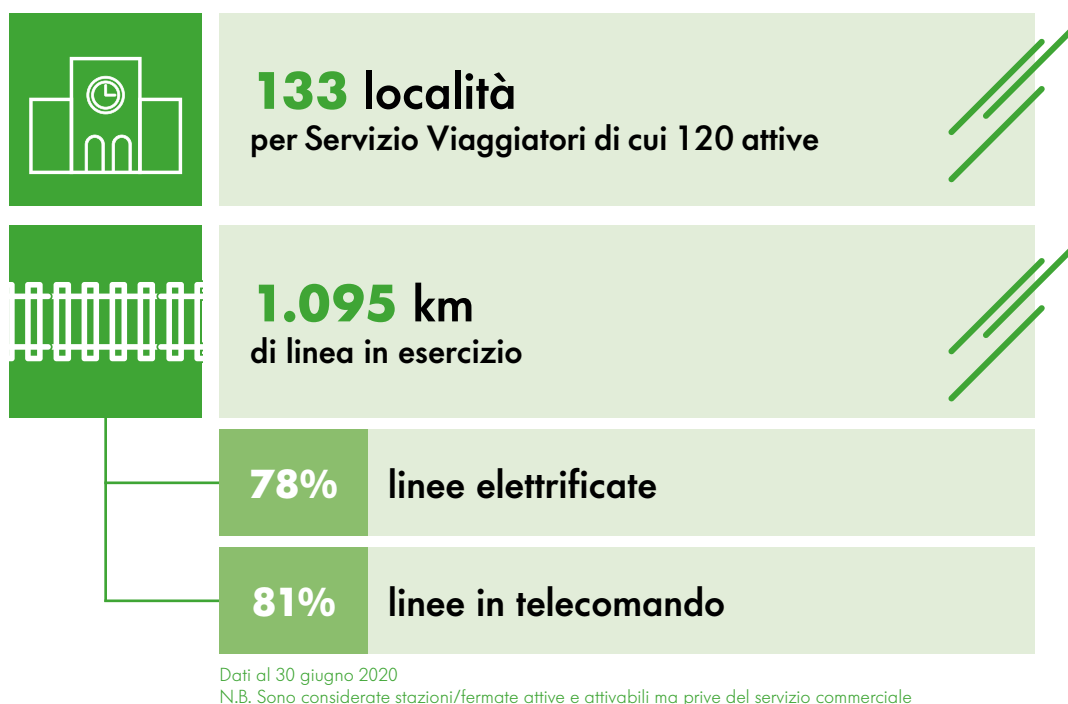 133 località
per Servizio Viaggiatori di cui 120 attive
1.095 km
di linea in esercizio
78% linee elettrificate
81% linee in telecomando
Dati al 30 giugno 2020
N.B. Sono considerate stazioni/fermate attive e attivabili ma prive del servizio commerciale